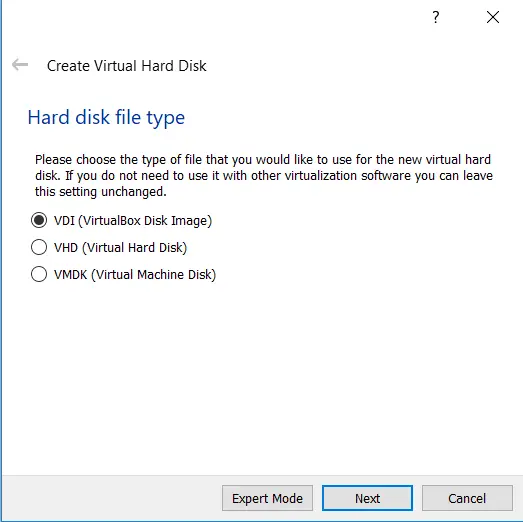 ?
Create Virtual Hard Disk
Hard disk file type
Please choose the type of file that you would like to use for the new virtual hard
disk. If you do not need to use it with other virtualization software you can leave
this setting unchanged.
VDI (VirtualBox Disk Image)
VHD (Virtual Hard Disk)
VMDK (Virtual Machine Disk)
Expert Mode Next Cancel